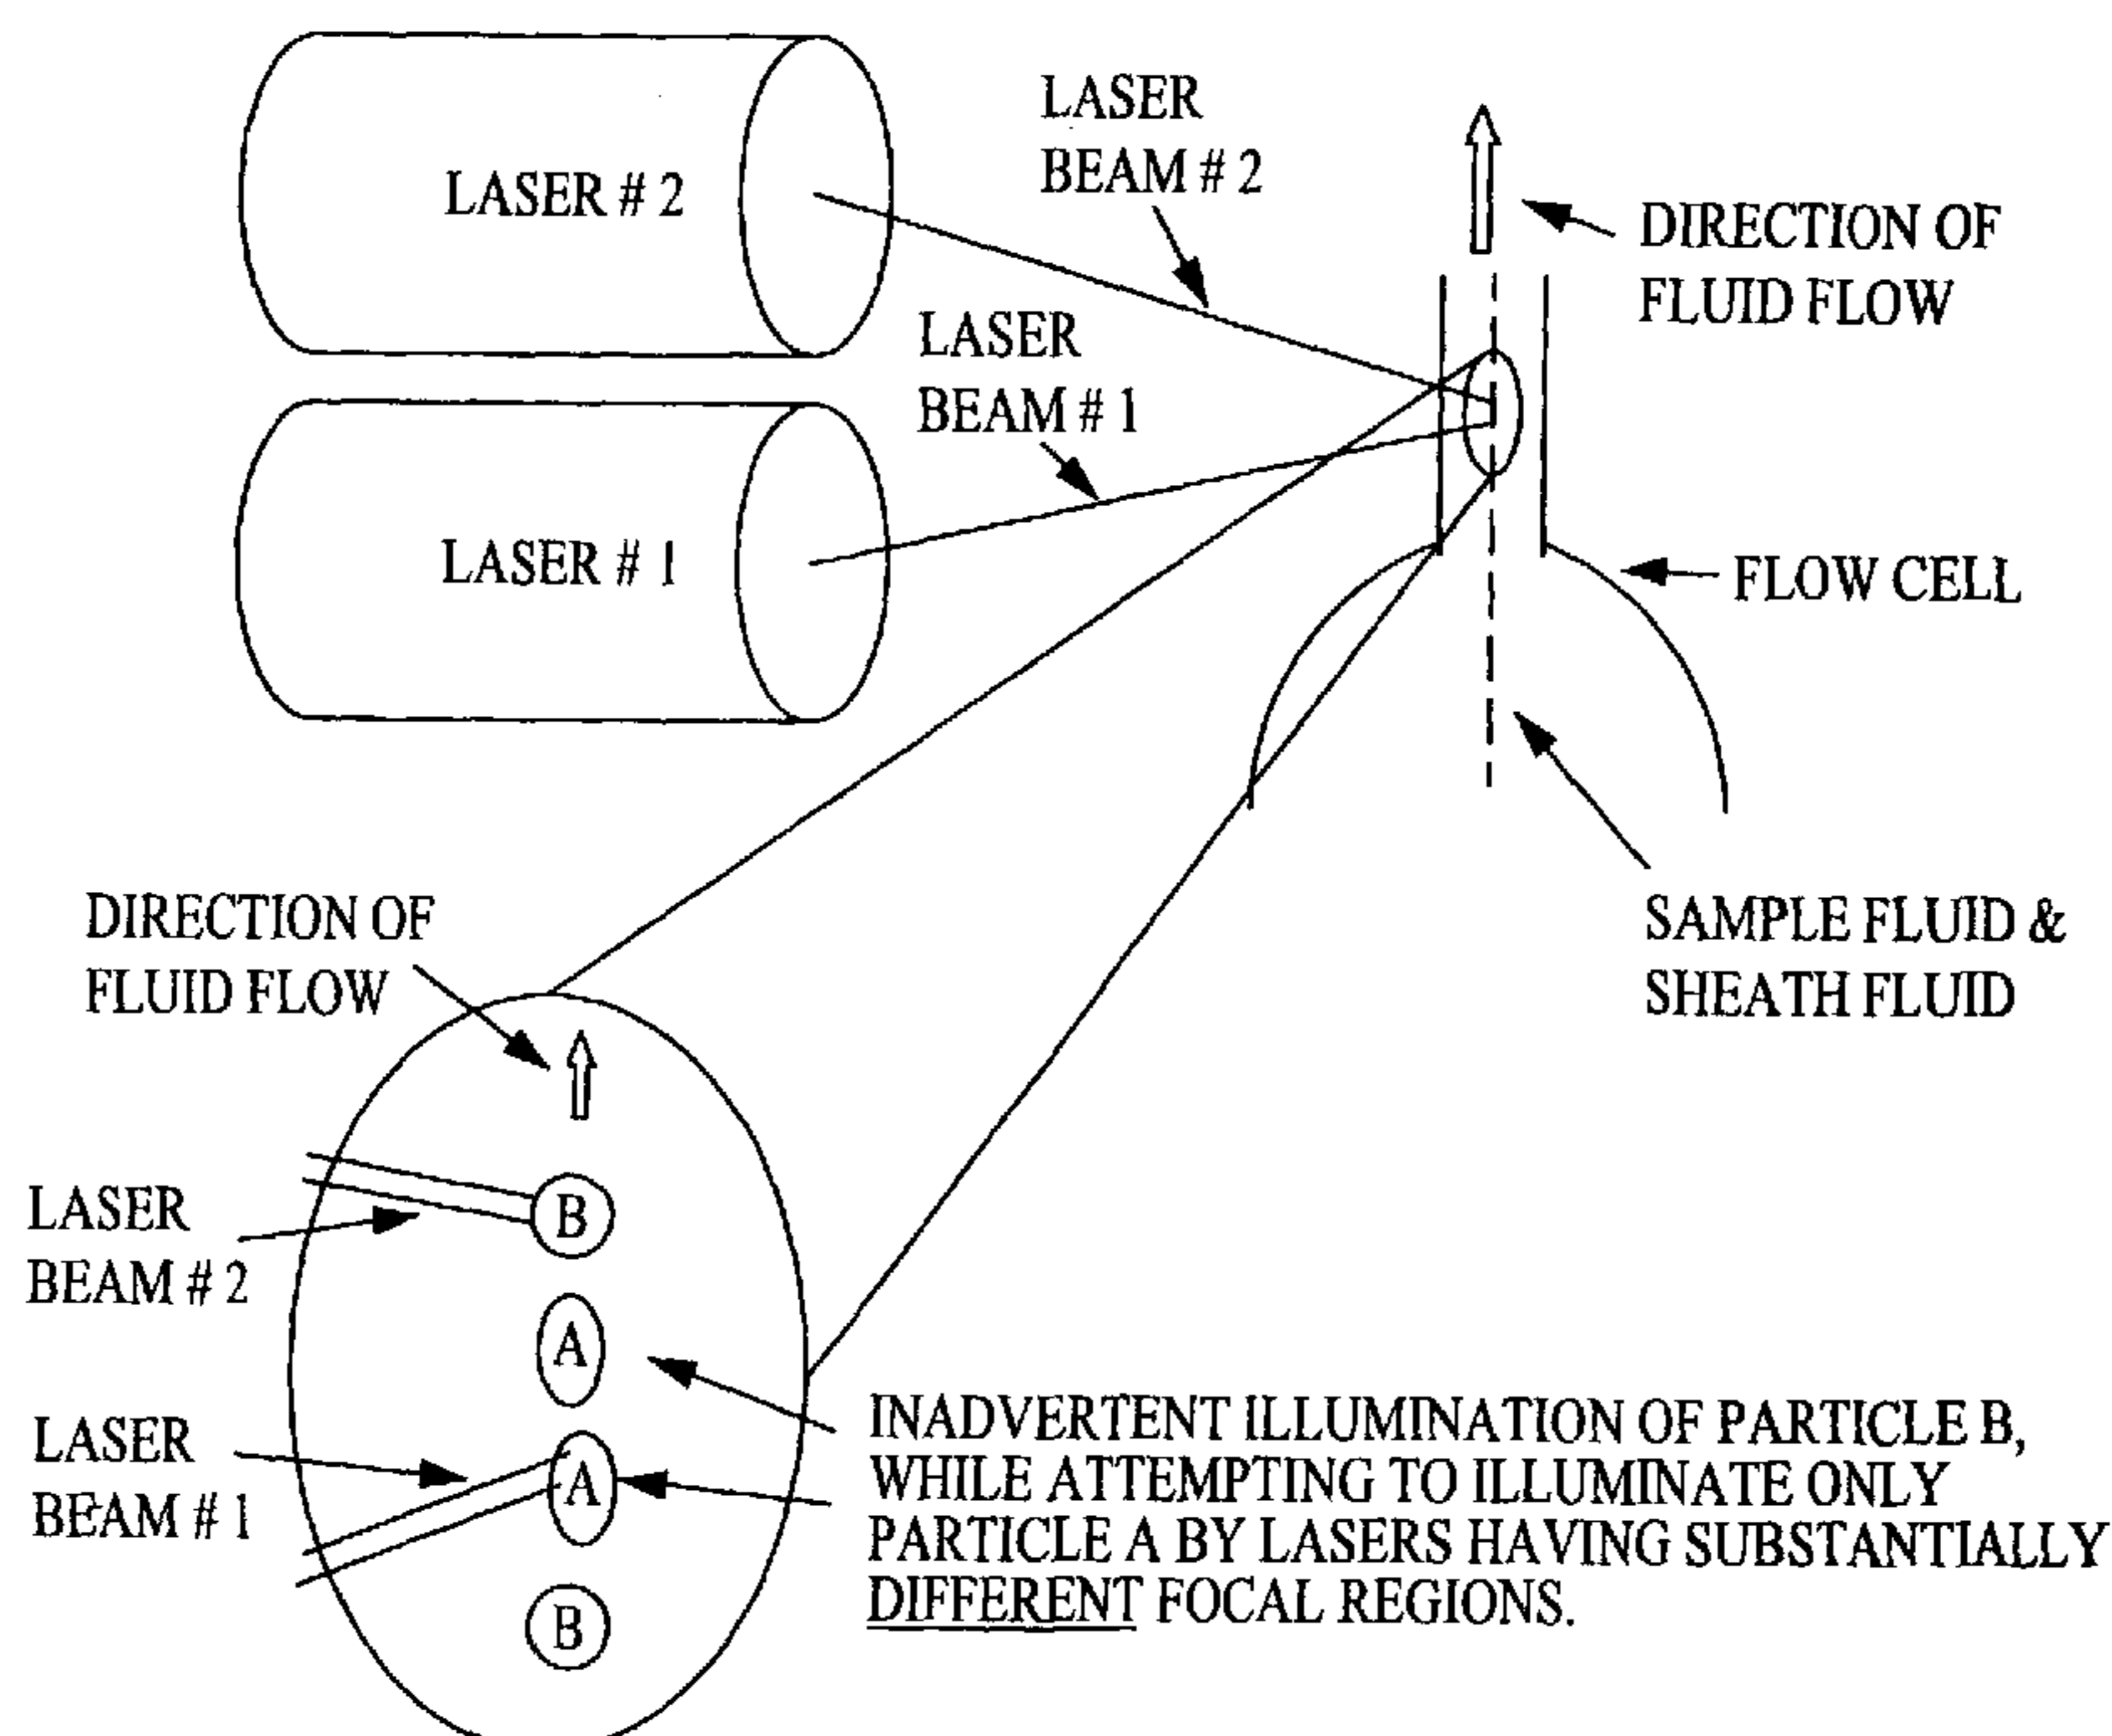 LASER
BEAM # 2
LASER # 2
DIRECTION OF
FLUID FLOW
LASER
BEAM # 1
LASER # 1
FLOW CELL
SAMPLE FLUID &
SHEATH FLUID
DIRECTION OF
FLUID FLOW
B
LASER
BEAM # 2
A
LASER
BEAM # 1
A
B
INADVERTENT ILLUMINATION OF PARTICLE B,
WHILE ATTEMPTING TO ILLUMINATE ONLY
PARTICLE A BY LASERS HAVING SUBSTANTIALLY
DIFFERENT FOCAL REGIONS.